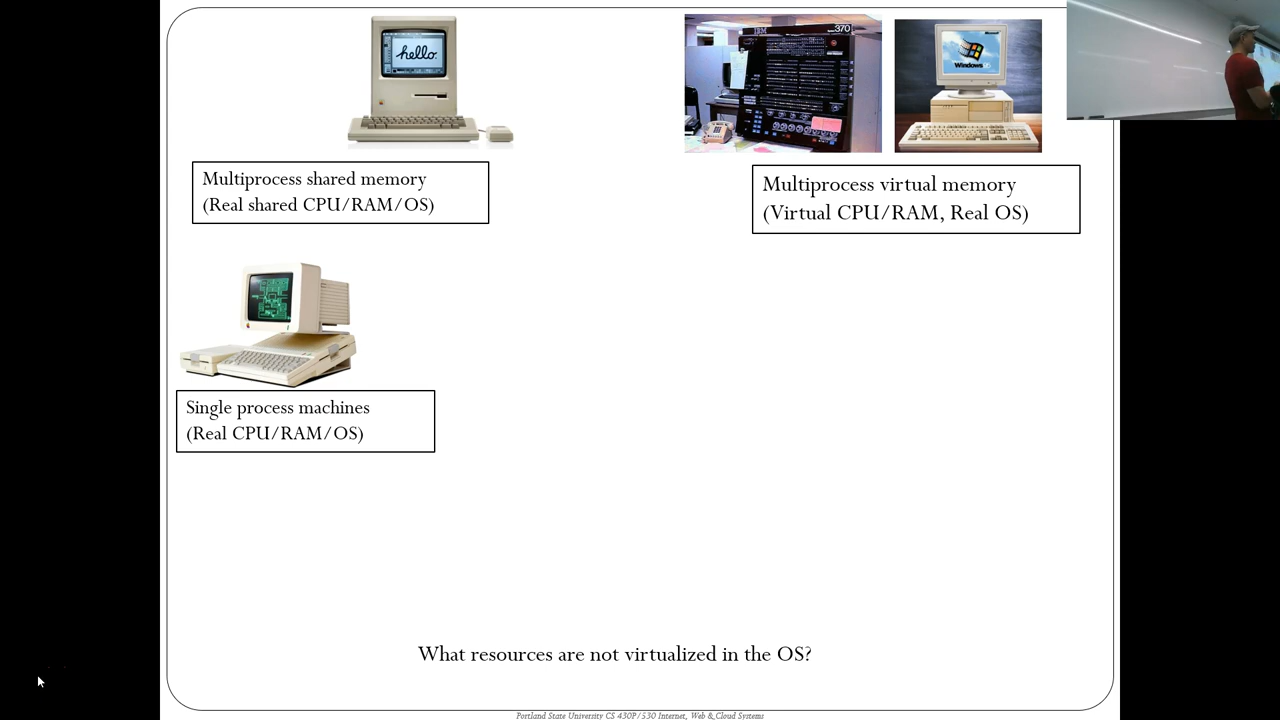 hello.
IBM
370
Windows
Multiprocess shared memory
(Real shared CPU/RAM/OS)
Multiprocess virtual memory
(Virtual CPU/RAM, Real OS)
Single process machines
(Real CPU/RAM/OS)
What resources are not virtualized in the OS?
Portland State University CS 430P/530 Internet, Web & Cloud Systems